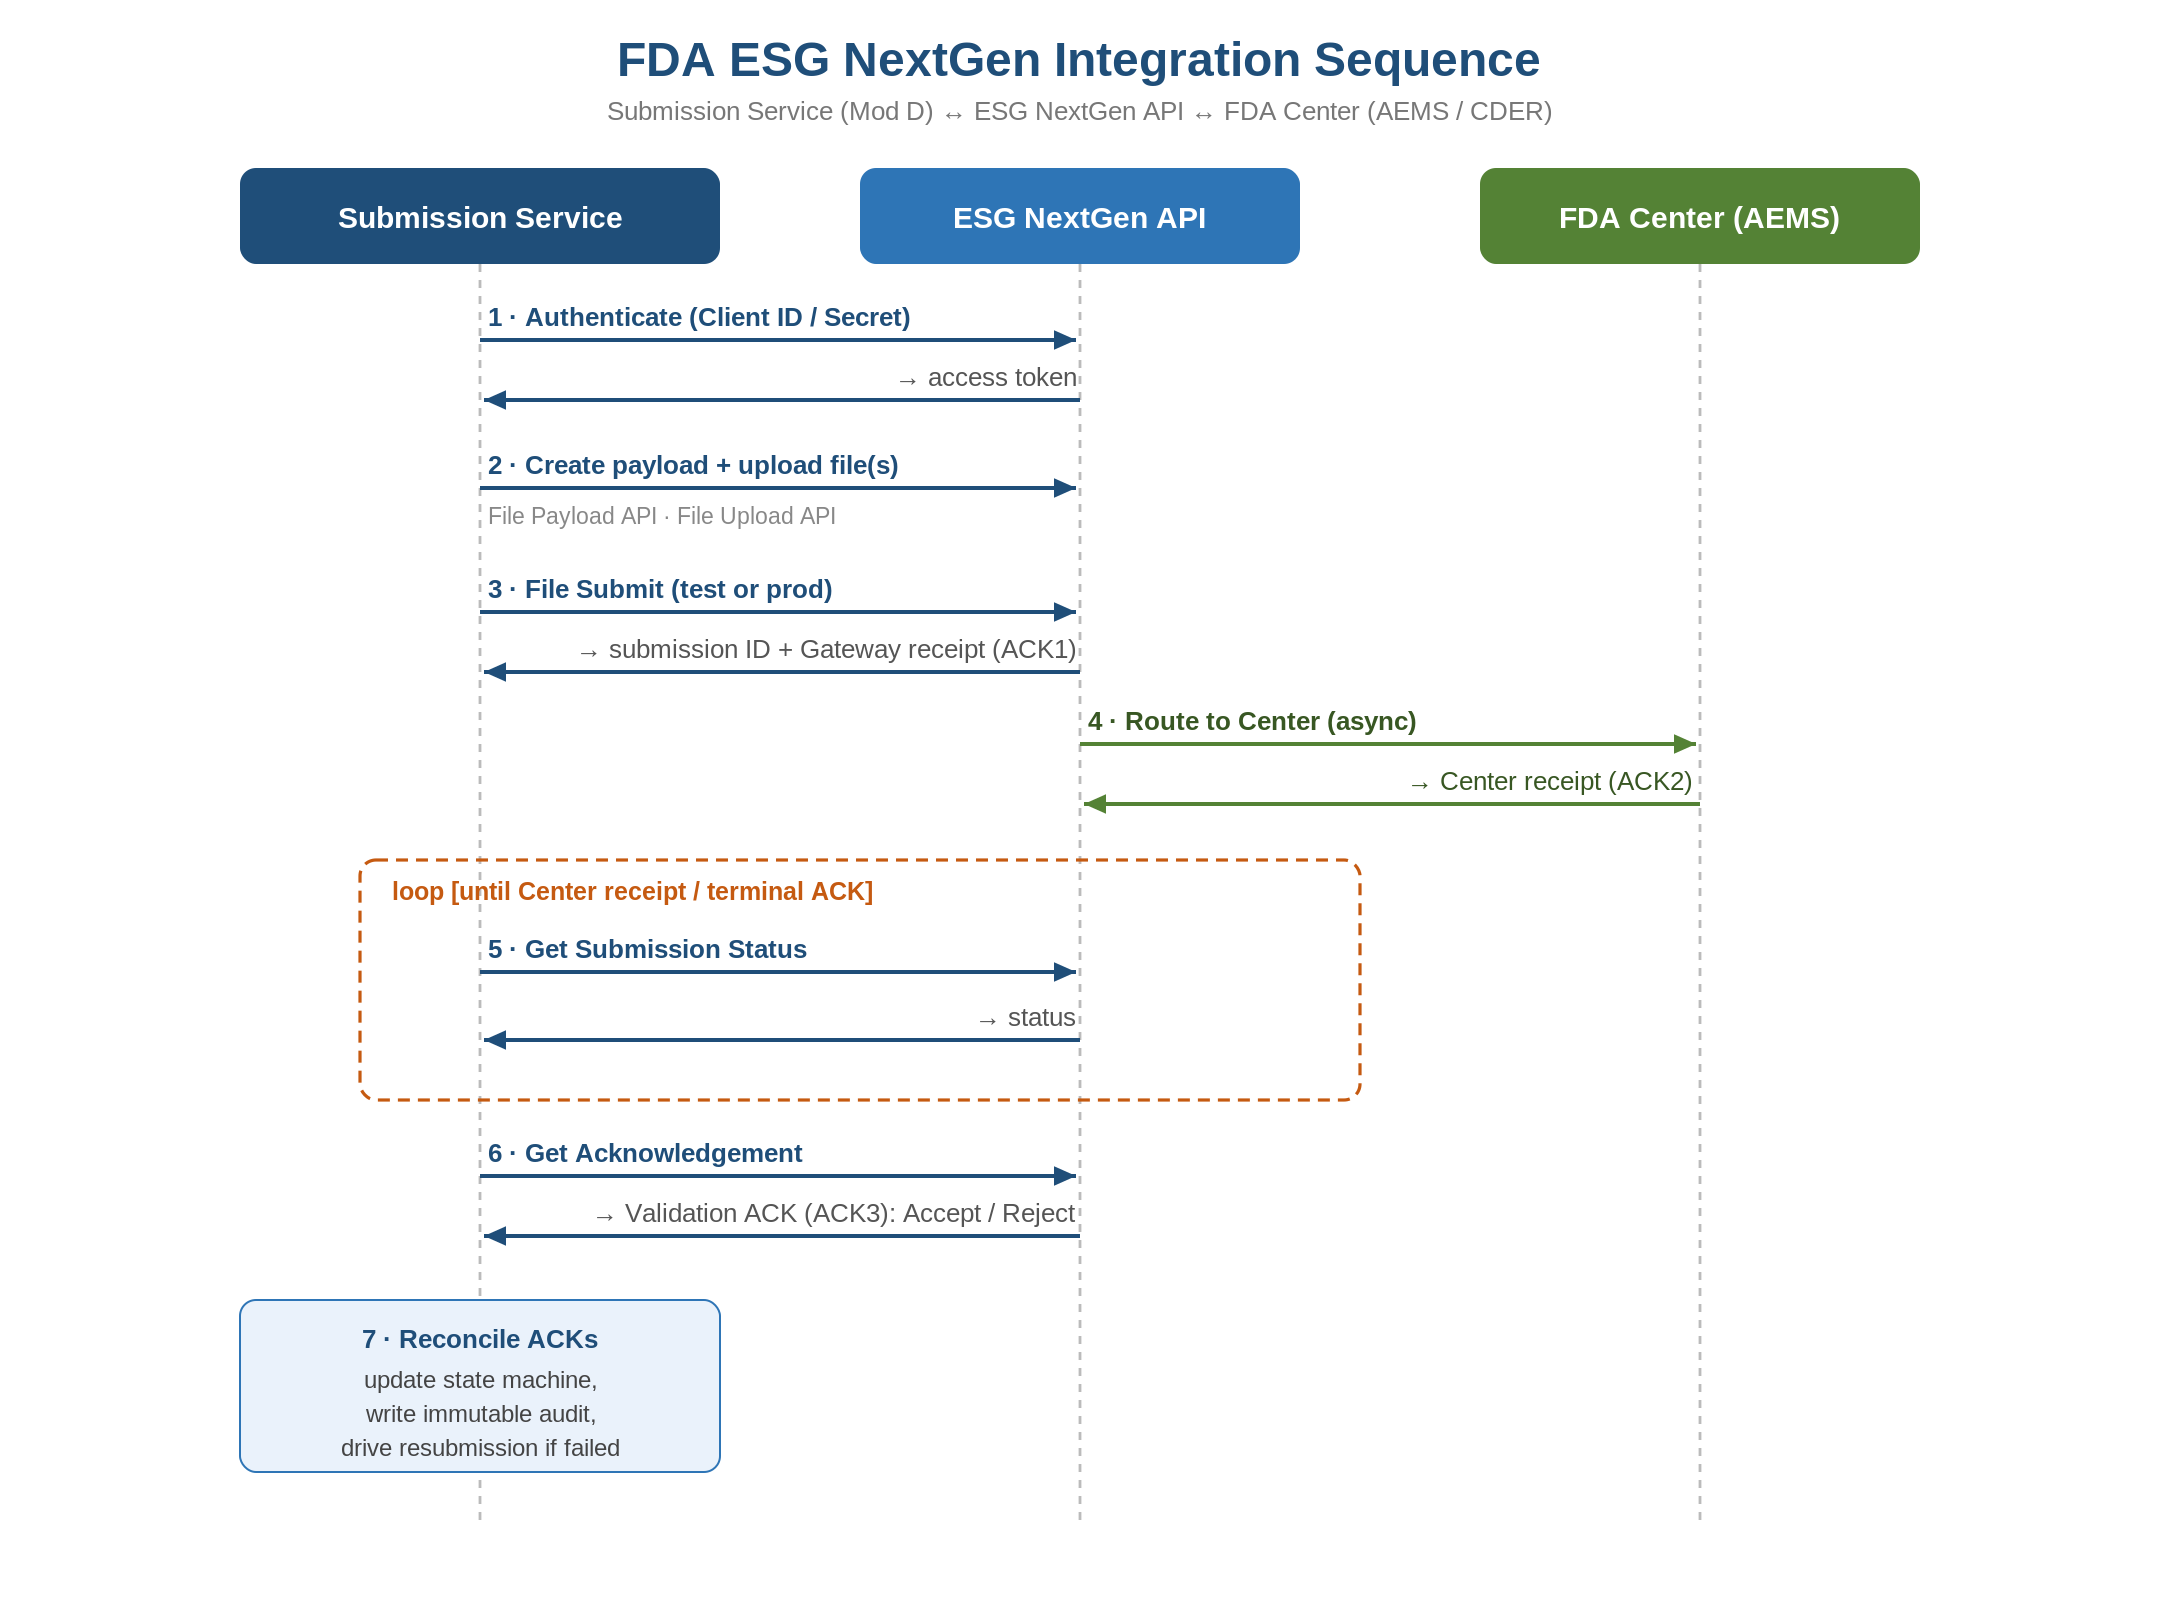 FDA ESG NextGen Integration Sequence
Submission Service (Mod D) ↔ ESG NextGen API ↔ FDA Center (AEMS / CDER)
Submission Service
ESG NextGen API
FDA Center (AEMS)
1 · Authenticate (Client ID / Secret)
→ access token
2 · Create payload + upload file(s)
File Payload API · File Upload API
3 · File Submit (test or prod)
→ submission ID + Gateway receipt (ACK1)
4 · Route to Center (async)
→ Center receipt (ACK2)
loop [until Center receipt / terminal ACK]
5 · Get Submission Status
→ status
6 · Get Acknowledgement
→ Validation ACK (ACK3): Accept / Reject
7 · Reconcile ACKs
update state machine,
write immutable audit,
drive resubmission if failed